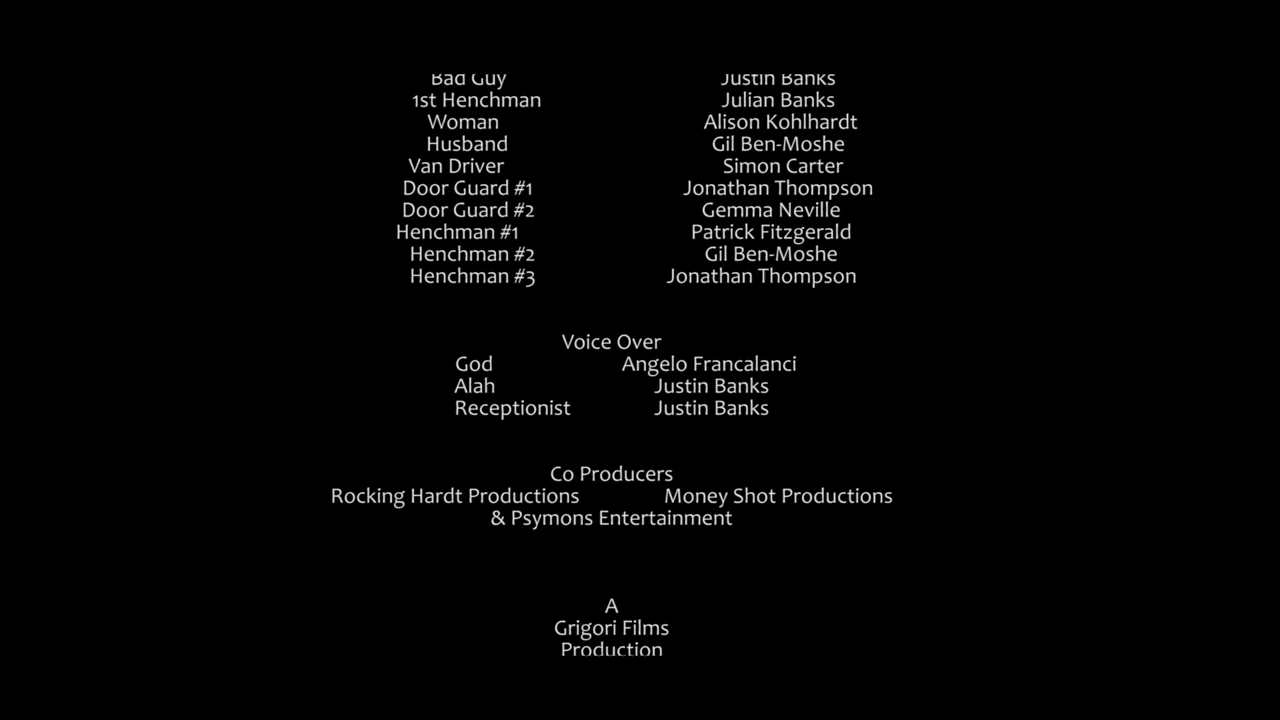 Bad Guy Justin Banks
1st Henchman Julian Banks
Woman Alison Kohlhardt
Husband Gil Ben-Moshe
Van Driver Simon Carter
Door Guard #1 Jonathan Thompson
Door Guard #2 Gemma Neville
Henchman #1 Patrick Fitzgerald
Henchman #2 Gil Ben-Moshe
Henchman #3 Jonathan Thompson
Voice Over
God Angelo Francalanci
Alah Justin Banks
Receptionist Justin Banks
Co Producers
Rocking Hardt Productions Money Shot Productions
& Psymons Entertainment
A
Grigori Films
Production